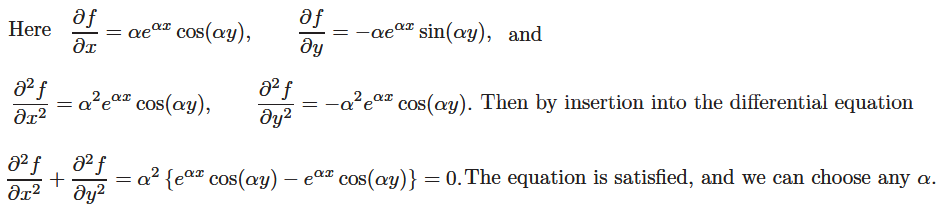 Here ∂f/∂x = αe^{αx} cos(αy), ∂f/∂y = −αe^{αx} sin(αy), and
∂²f/∂x² = α²e^{αx} cos(αy), ∂²f/∂y² = −α²e^{αx} cos(αy). Then by insertion into the differential equation
∂²f/∂x² + ∂²f/∂y² = α² {e^{αx} cos(αy) − e^{αx} cos(αy)} = 0. The equation is satisfied, and we can choose any α.